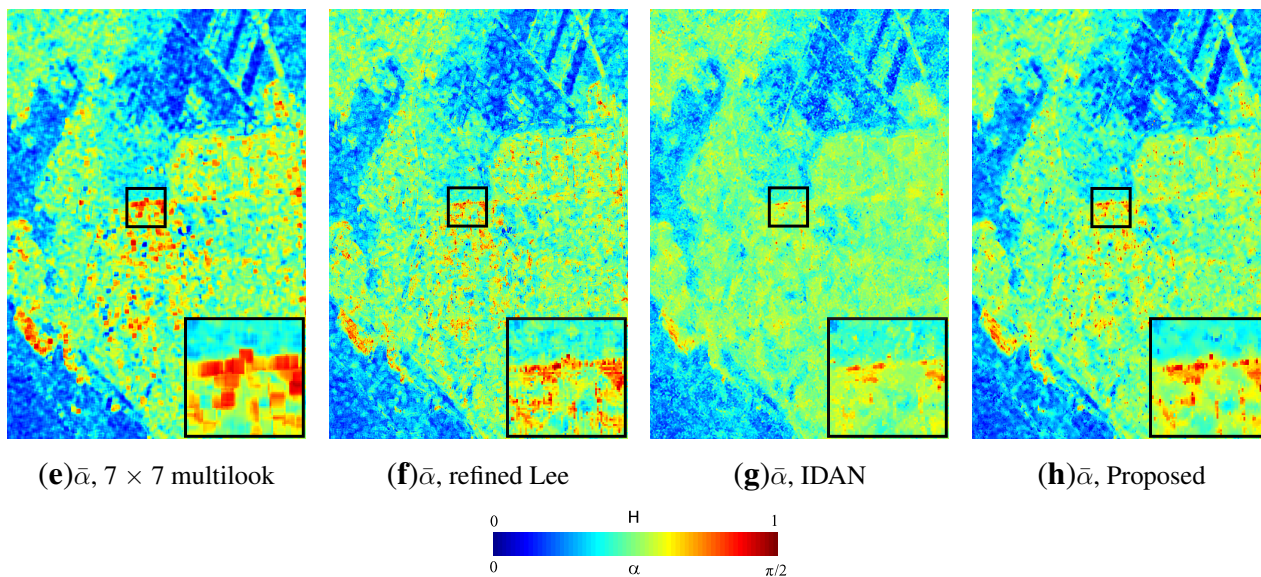 (e)ᾱ, 7 × 7 multilook
(f)ᾱ, refined Lee
(g)ᾱ, IDAN
(h)ᾱ, Proposed
0 H 1
0 α π/2